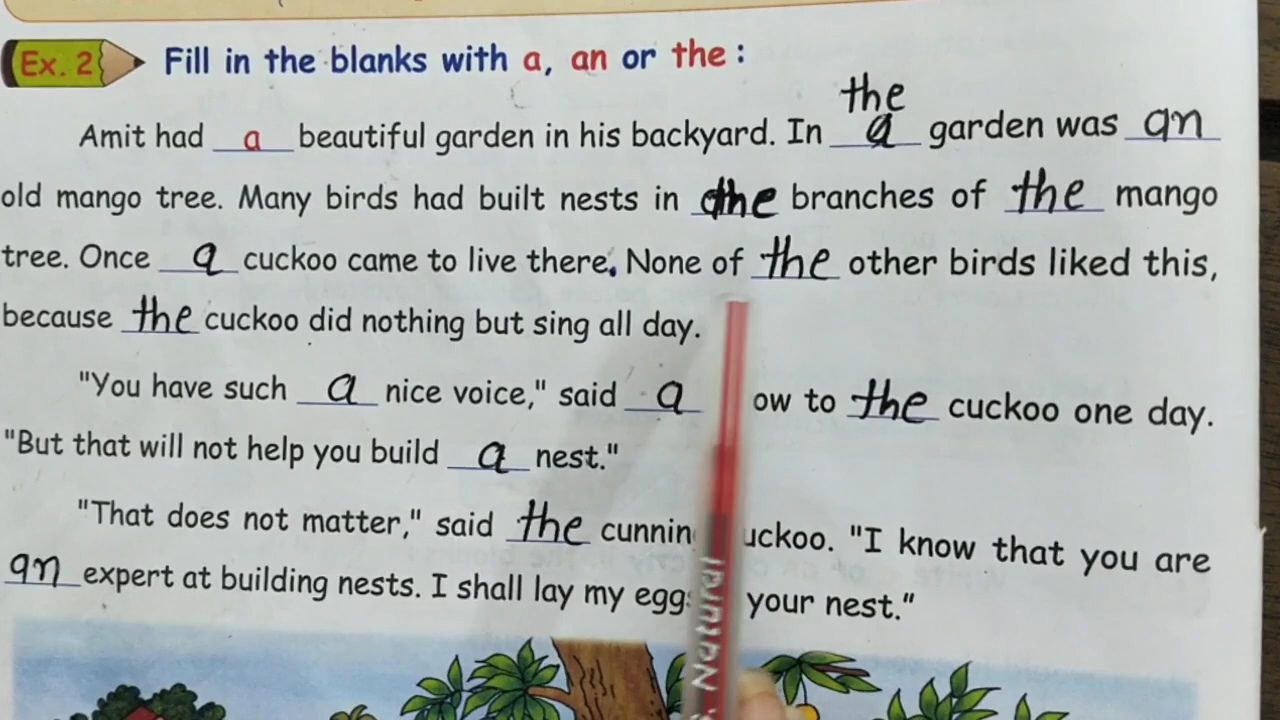 Ex. 2 Fill in the blanks with a, an or the :
the
Amit had a beautiful garden in his backyard. In a garden was an
old mango tree. Many birds had built nests in the branches of the mango
tree. Once a cuckoo came to live there. None of the other birds liked this,
because the cuckoo did nothing but sing all day.
"You have such a nice voice," said a ow to the cuckoo one day.
"But that will not help you build a nest."
"That does not matter," said the cunnin uckoo. "I know that you are
an expert at building nests. I shall lay my egg your nest."